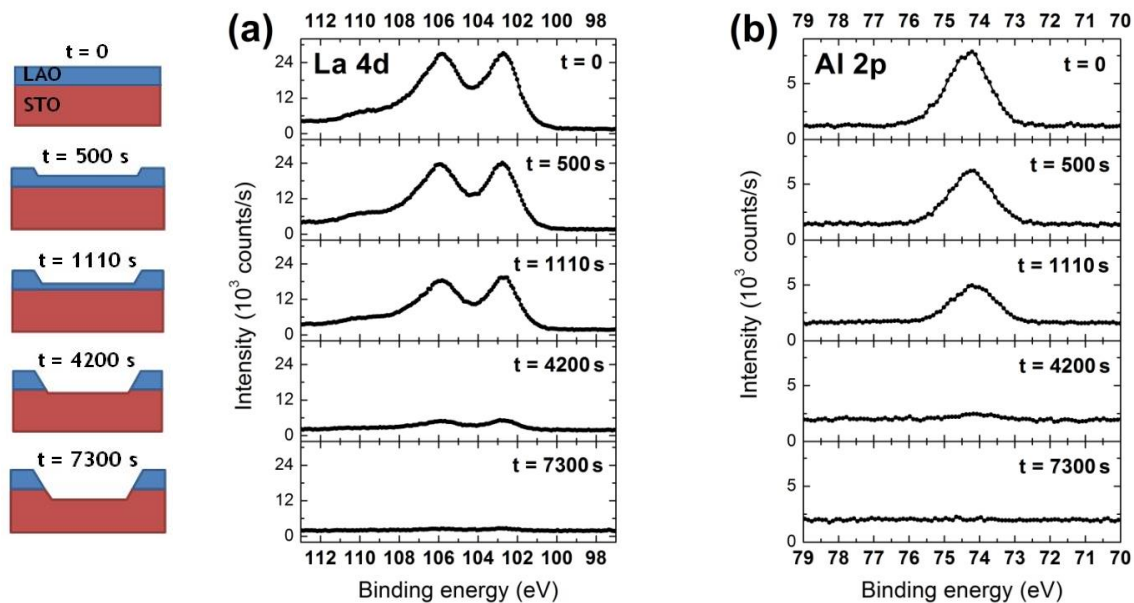 t = 0
LAO
STO
t = 500 s
t = 1110 s
t = 4200 s
t = 7300 s
(a)
112 110 108 106 104 102 100 98
La 4d
t = 0
24
12
0
t = 500 s
24
12
0
t = 1110 s
24
12
0
t = 4200 s
24
12
0
t = 7300 s
24
12
0
Intensity (10³ counts/s)
112 110 108 106 104 102 100 98
Binding energy (eV)
(b)
79 78 77 76 75 74 73 72 71 70
Al 2p
t = 0
5
0
t = 500 s
5
0
t = 1110 s
5
0
t = 4200 s
5
0
t = 7300 s
5
0
Intensity (10³ counts/s)
79 78 77 76 75 74 73 72 71 70
Binding energy (eV)